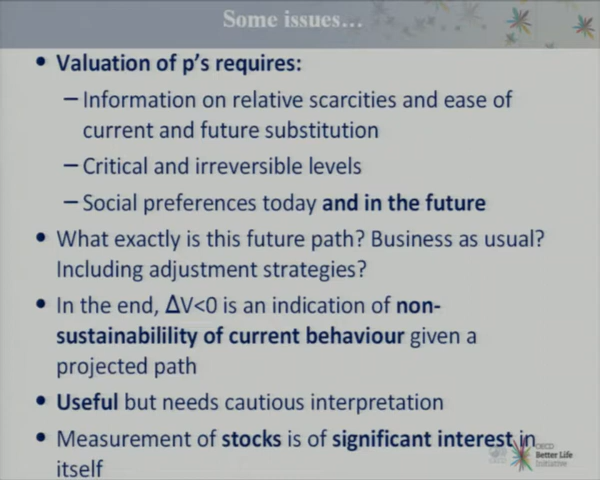 Some issues...
• Valuation of p's requires:
– Information on relative scarcities and ease of
current and future substitution
– Critical and irreversible levels
– Social preferences today and in the future
• What exactly is this future path? Business as usual?
Including adjustment strategies?
• In the end, ΔV<0 is an indication of non-
sustainabilility of current behaviour given a
projected path
• Useful but needs cautious interpretation
• Measurement of stocks is of significant interest in
itself
OECD
OECD
Better Life
Initiative